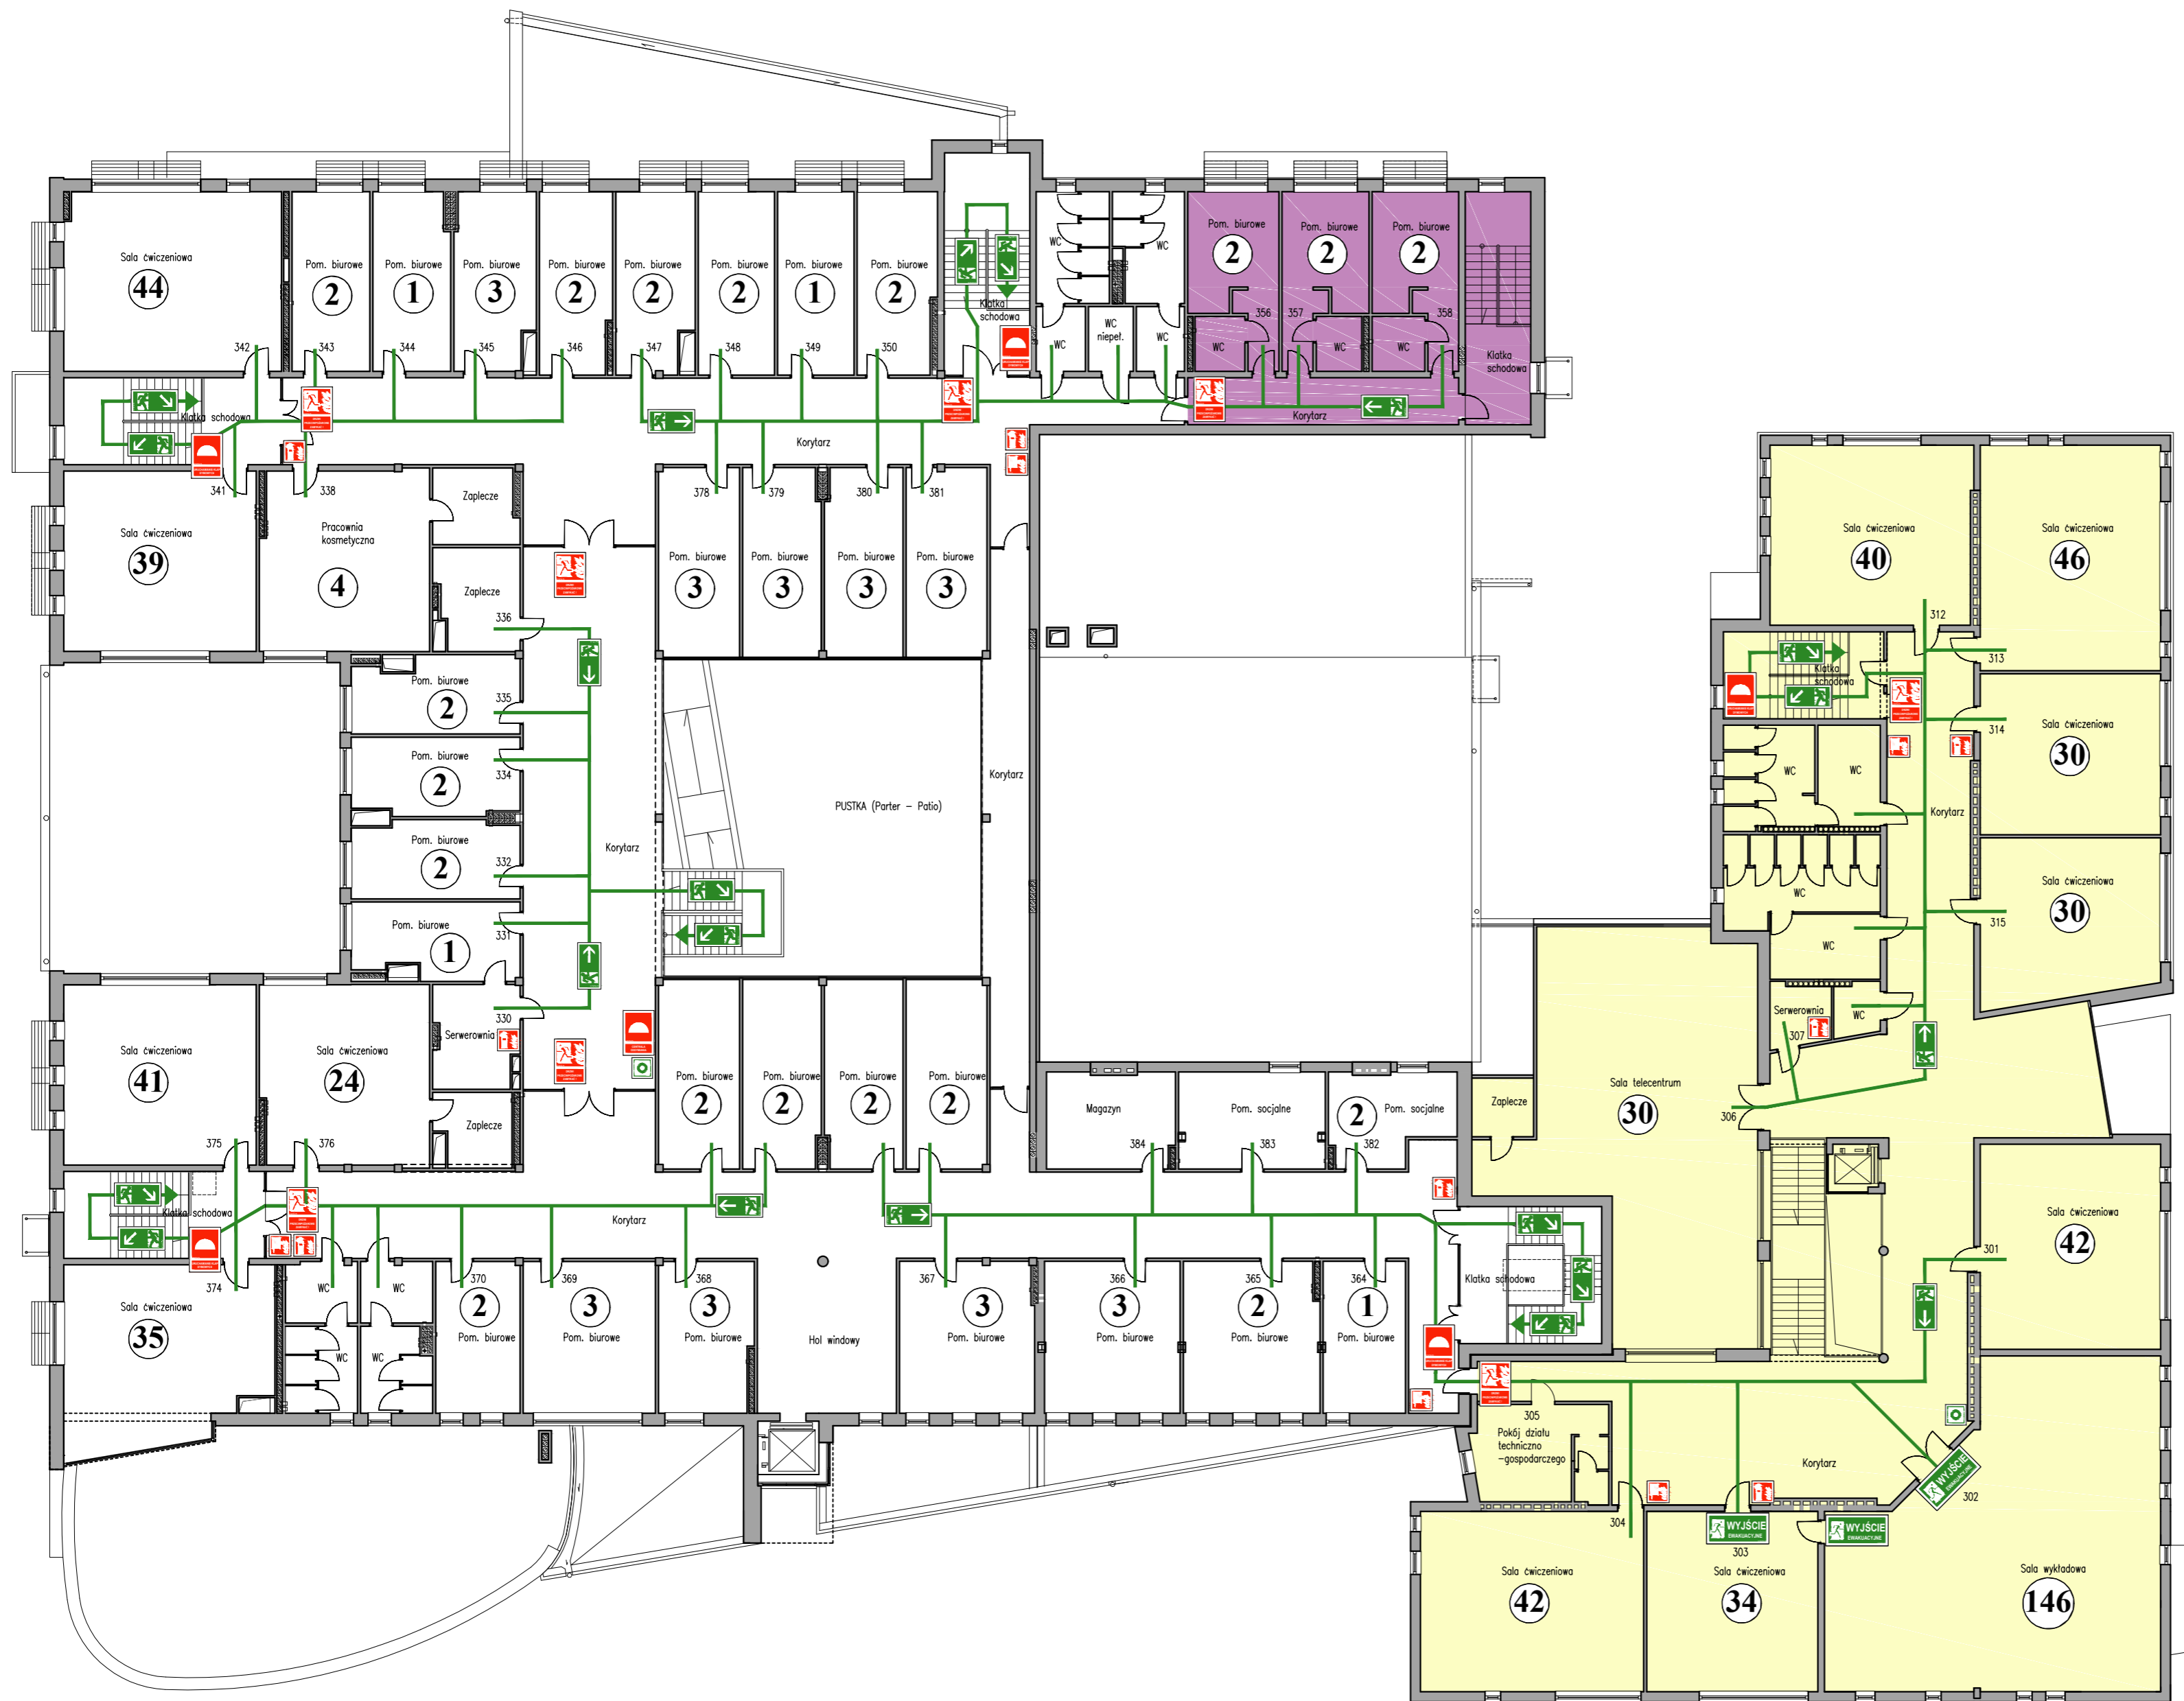 Sala ćwiczeniowa
44
342
Pom. biurowe
2
343
Pom. biurowe
1
344
Pom. biurowe
3
345
Pom. biurowe
2
346
Pom. biurowe
2
347
Pom. biurowe
2
348
Pom. biurowe
1
349
Pom. biurowe
2
350
Klatka
schodowa
WC
WC
WC
WC
niepeł.
WC
Pom. biurowe
2
356
WC
Pom. biurowe
2
357
WC
Pom. biurowe
2
358
WC
Klatka
schodowa
Korytarz
Klatka schodowa
Korytarz
341
Sala ćwiczeniowa
39
338
Pracownia
kosmetyczna
4
Zaplecze
Zaplecze
336
378
Pom. biurowe
3
379
Pom. biurowe
3
380
Pom. biurowe
3
381
Pom. biurowe
3
Pom. biurowe
2
335
Pom. biurowe
2
334
Pom. biurowe
2
332
Pom. biurowe
1
331
Korytarz
PUSTKA (Parter – Patio)
Korytarz
330
Serwerownia
Zaplecze
Sala ćwiczeniowa
41
375
Sala ćwiczeniowa
24
376
Pom. biurowe
2
Pom. biurowe
2
Pom. biurowe
2
Pom. biurowe
2
Magazyn
384
Pom. socjalne
383
2
Pom. socjalne
382
Klatka schodowa
Korytarz
374
Sala ćwiczeniowa
35
WC
WC
WC
WC
370
2
Pom. biurowe
369
3
Pom. biurowe
368
3
Pom. biurowe
Hol windowy
367
3
Pom. biurowe
366
3
Pom. biurowe
365
2
Pom. biurowe
364
1
Pom. biurowe
Klatka schodowa
Sala ćwiczeniowa
40
312
Sala ćwiczeniowa
46
313
Klatka
schodowa
314
Sala ćwiczeniowa
30
WC
WC
Korytarz
Sala ćwiczeniowa
30
315
WC
WC
Serwerownia
307
WC
Zaplecze
Sala telecentrum
30
306
Sala ćwiczeniowa
42
301
305
Pokój działu
techniczno
–gospodarczego
Korytarz
WYJŚCIE
EWAKUACYJNE
302
304
Sala ćwiczeniowa
42
WYJŚCIE
EWAKUACYJNE
303
Sala ćwiczeniowa
34
WYJŚCIE
EWAKUACYJNE
Sala wykładowa
146